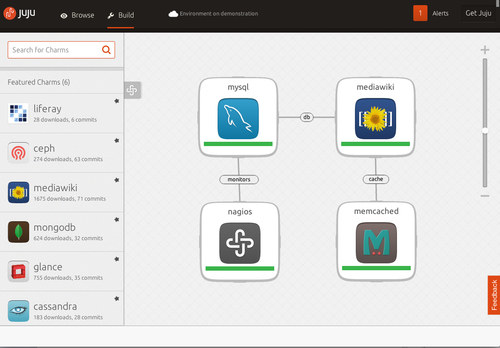 juju
Browse
Build
Environment on demonstration
1
Alerts
Get Juju
Search for Charms
Featured Charms (6)
liferay
28 downloads, 6 commits
ceph
274 downloads, 63 commits
mediawiki
1675 downloads, 71 commits
mongodb
624 downloads, 32 commits
glance
755 downloads, 35 commits
cassandra
183 downloads, 28 commits
mysql
mediawiki
db
[[ ]]
monitors
cache
nagios
memcached
M
Feedback